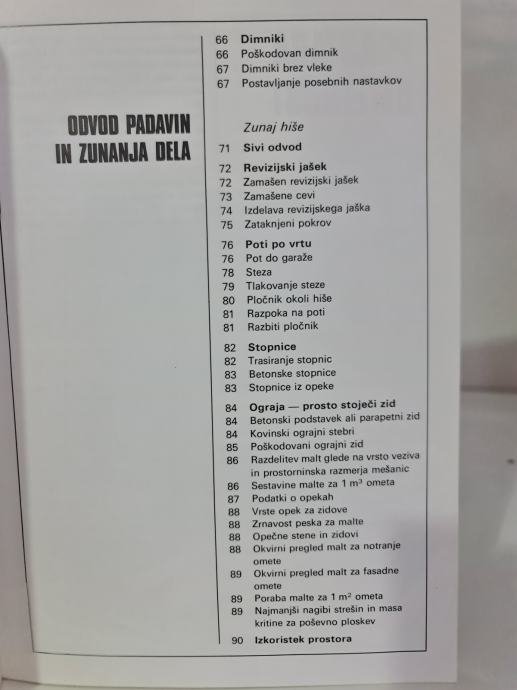 66 Dimniki
66 Poškodovan dimnik
67 Dimniki brez vleke
67 Postavljanje posebnih nastavkov
ODVOD PADAVIN
IN ZUNANJA DELA
Zunaj hiše
71 Sivi odvod
72 Revizijski jašek
72 Zamašen revizijski jašek
73 Zamašene cevi
74 Izdelava revizijskega jaška
75 Zataknjeni pokrov
76 Poti po vrtu
76 Pot do garaže
78 Steza
79 Tlakovanje steze
80 Pločnik okoli hiše
81 Razpoka na poti
81 Razbiti pločnik
82 Stopnice
82 Trasiranje stopnic
83 Betonske stopnice
83 Stopnice iz opeke
84 Ograja — prosto stoječi zid
84 Betonski podstavek ali parapetni zid
84 Kovinski ograjni stebri
85 Poškodovani ograjni zid
86 Razdelitev malt glede na vrsto veziva
in prostorninska razmerja mešanic
86 Sestavine malte za 1 m³ ometa
87 Podatki o opekah
88 Vrste opek za zidove
88 Zrnavost peska za malte
88 Opečne stene in zidovi
88 Okvirni pregled malt za notranje
omete
89 Okvirni pregled malt za fasadne
omete
89 Poraba malte za 1 m² ometa
89 Najmanjši nagibi strešin in masa
kritine za poševno ploskev
90 Izkoristek prostora